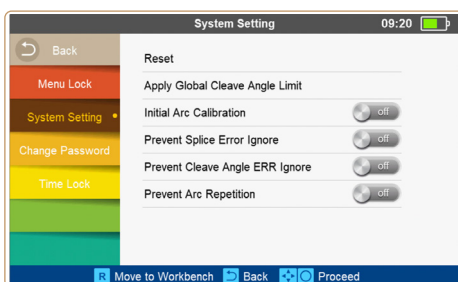 System Setting 09:20
Back
Menu Lock
System Setting
Change Password
Time Lock
Reset
Apply Global Cleave Angle Limit
Initial Arc Calibration off
Prevent Splice Error Ignore off
Prevent Cleave Angle ERR Ignore off
Prevent Arc Repetition off
R Move to Workbench Back Proceed